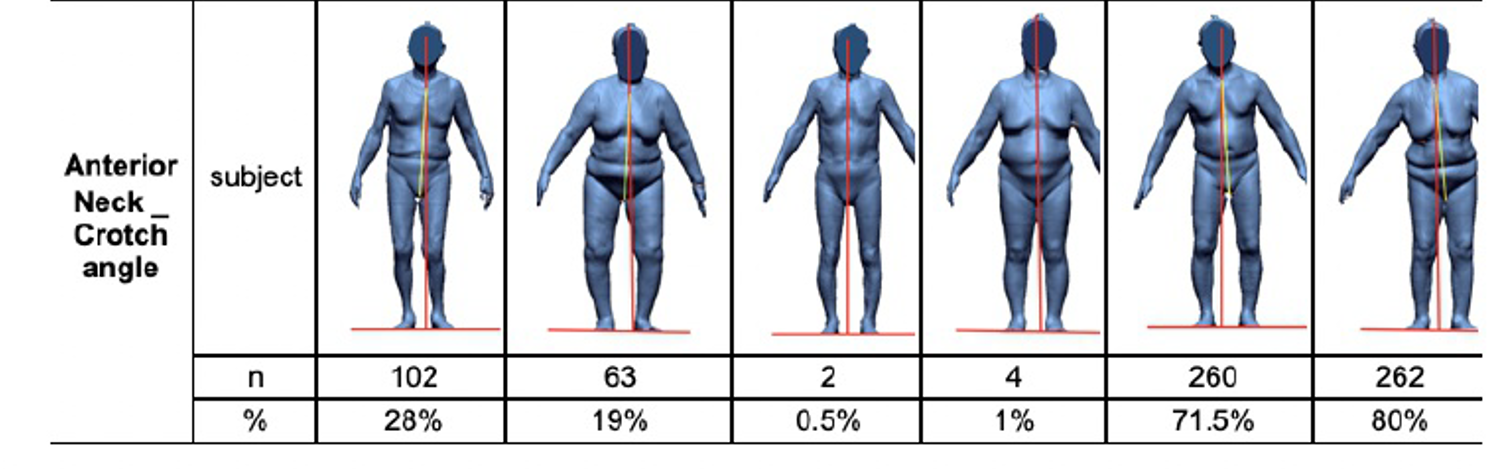 Anterior
Neck _
Crotch
angle
subject
n 102 63 2 4 260 262
% 28% 19% 0.5% 1% 71.5% 80%